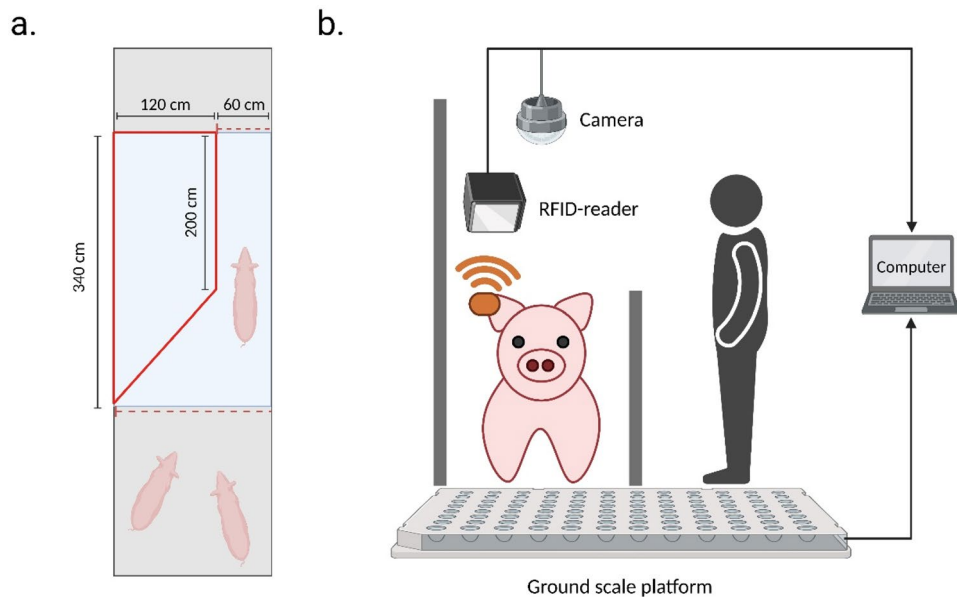 a.
120 cm
60 cm
200 cm
340 cm
b.
Camera
RFID-reader
Computer
Ground scale platform